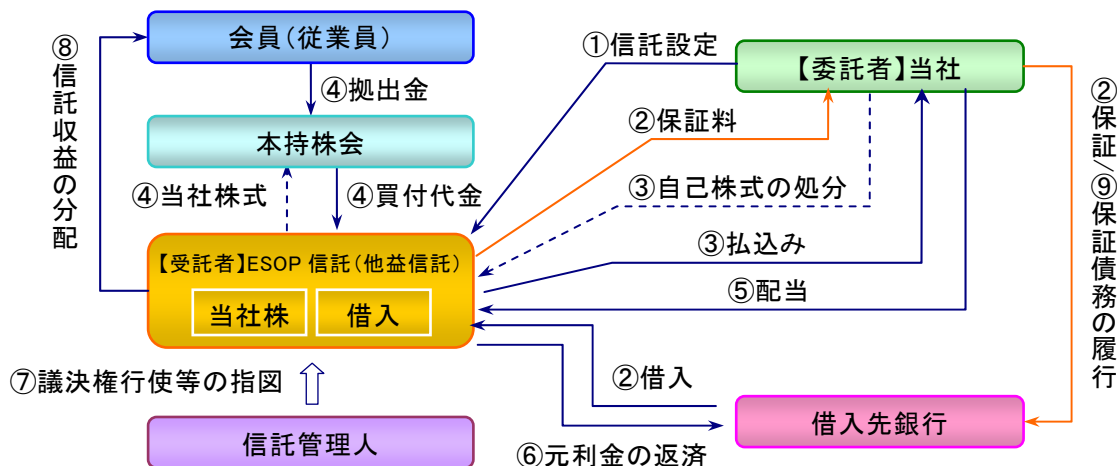 会員(従業員)
①信託設定
【委託者】当社
⑧信託収益の分配
④拠出金
②保証料
②保証/⑨保証債務の履行
本持株会
④当社株式
④買付代金
③自己株式の処分
【受託者】ESOP 信託(他益信託)
③払込み
当社株
借入
⑤配当
⑦議決権行使等の指図
②借入
信託管理人
借入先銀行
⑥元利金の返済